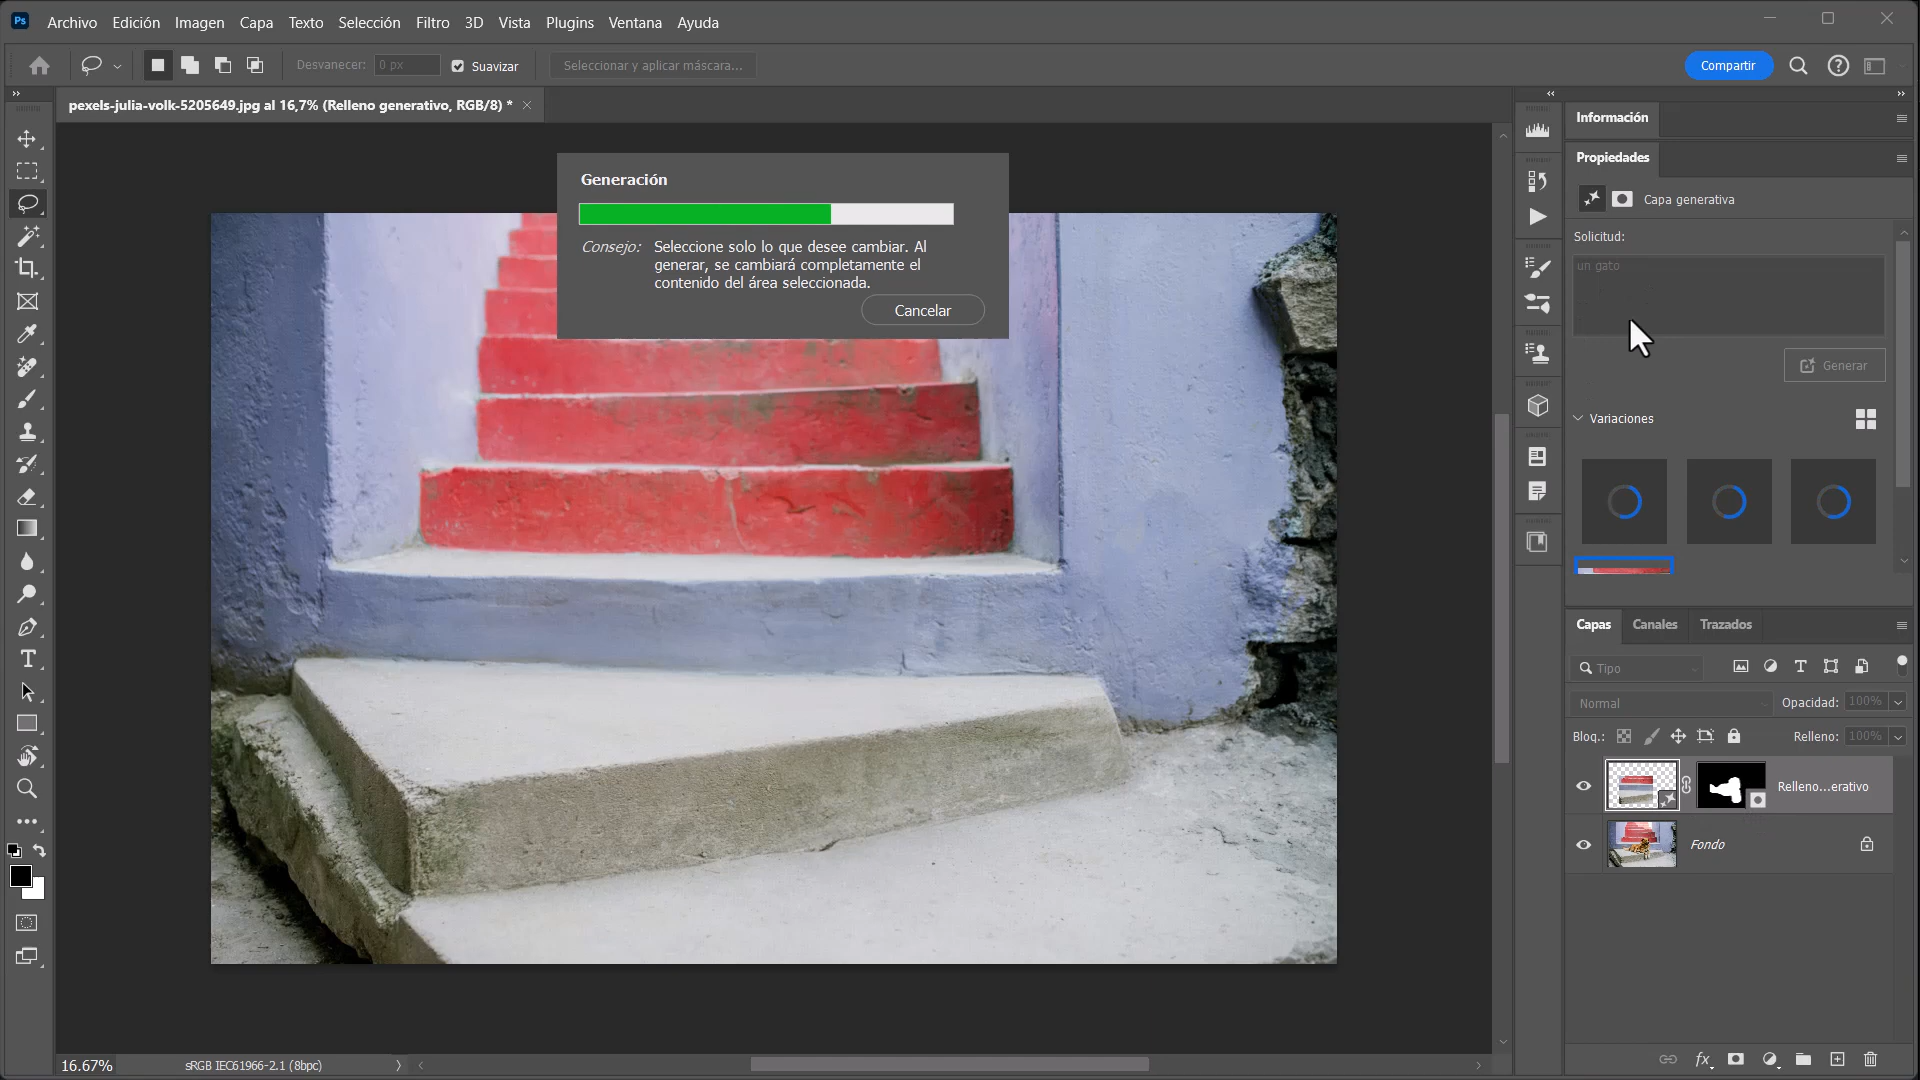 Ps Archivo Edición Imagen Capa Texto Selección Filtro 3D Vista Plugins Ventana Ayuda
Desvanecer: 0 px Suavizar Seleccionar y aplicar máscara... Compartir
pexels-julia-volk-5205649.jpg al 16,7% (Relleno generativo, RGB/8) *
Generación
Consejo: Seleccione solo lo que desee cambiar. Al
generar, se cambiará completamente el
contenido del área seleccionada.
Cancelar
Información
Propiedades
Capa generativa
Solicitud:
un gato
Generar
Variaciones
Capas Canales Trazados
Tipo
Normal Opacidad: 100%
Bloq.: Relleno: 100%
Relleno...erativo
Fondo
fx
16.67% sRGB IEC61966-2.1 (8bpc)